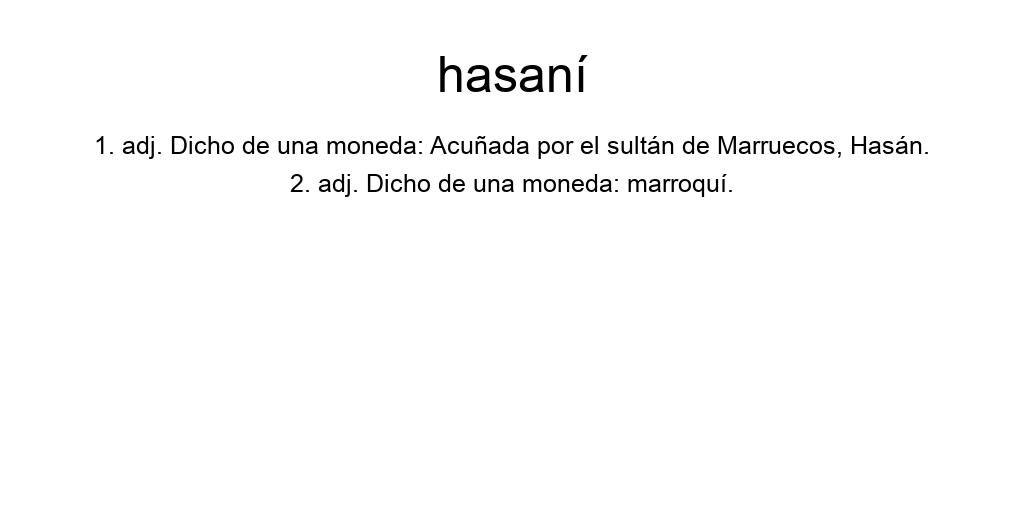 hasaní
1. adj. Dicho de una moneda: Acuñada por el sultán de Marruecos, Hasán.
2. adj. Dicho de una moneda: marroquí.